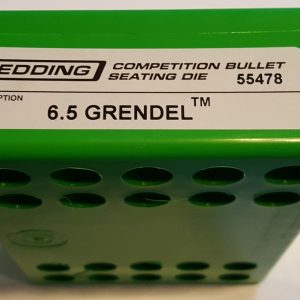 EDDING COMPETITION BULLET
SEATING DIE 55478
PTION
6.5 GRENDEL™